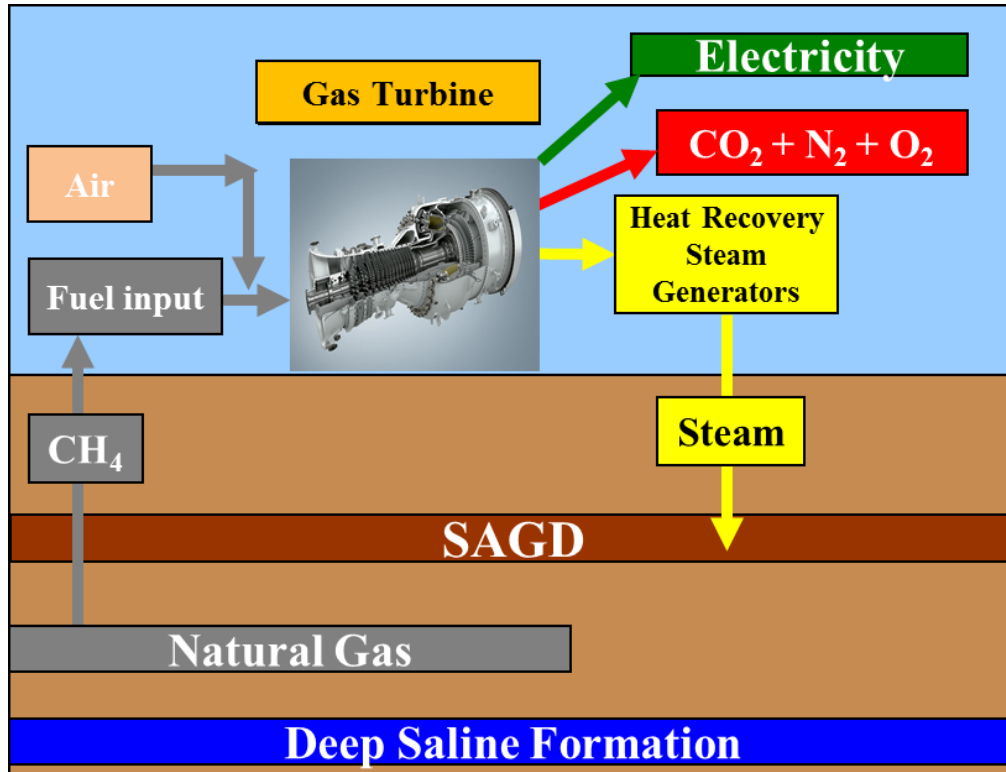 Electricity
Gas Turbine
CO₂ + N₂ + O₂
Air
Heat Recovery
Steam
Generators
Fuel input
CH₄
Steam
SAGD
Natural Gas
Deep Saline Formation